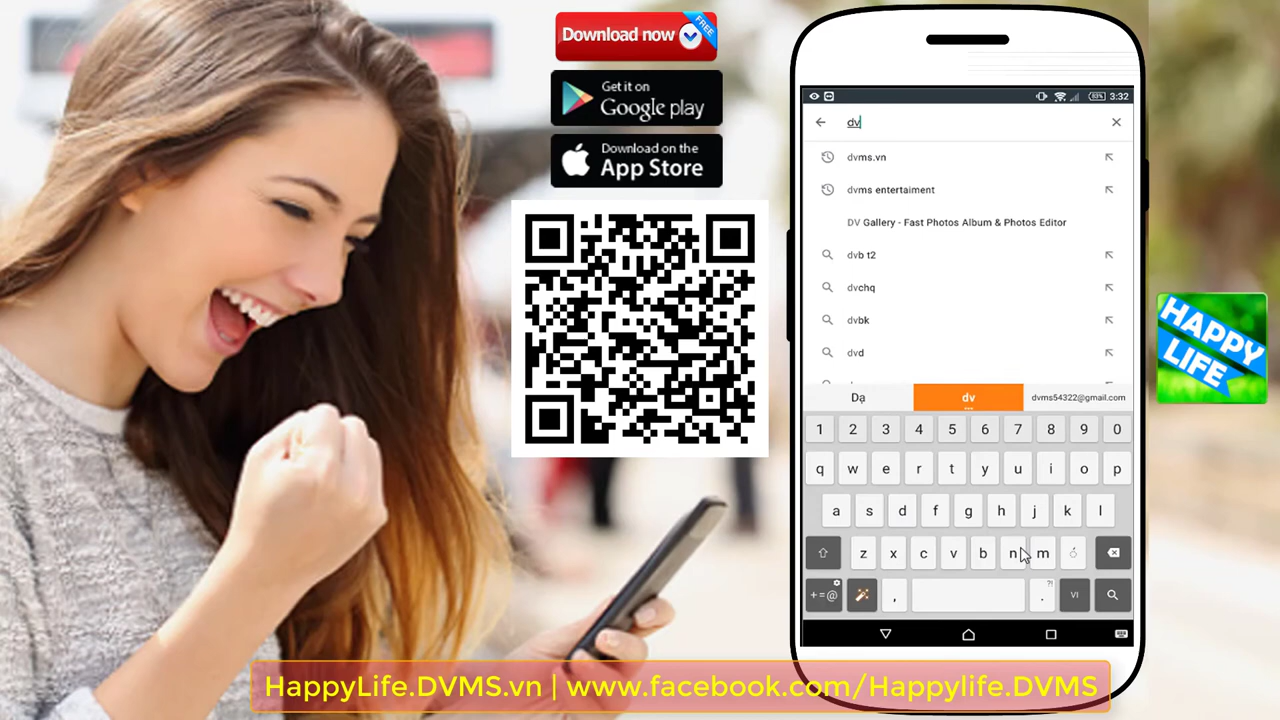 Download now
FREE
Get it on
Google play
Download on the
App Store
83% 3:32
dv
dvms.vn
dvms entertaiment
DV Gallery - Fast Photos Album & Photos Editor
dvb t2
dvchq
dvbk
dvd
Dạ dv dvms54322@gmail.com
1 2 3 4 5 6 7 8 9 0
q w e r t y u i o p
a s d f g h j k l
z x c v b n m
+=@ , . ?! VI
HAPPY
LIFE
HappyLife.DVMS.vn | www.facebook.com/Happylife.DVMS